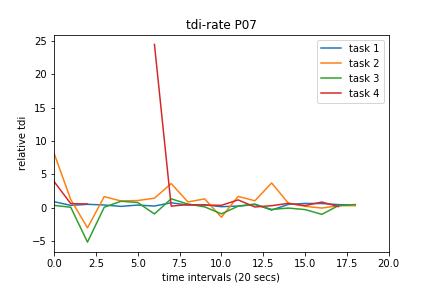 tdi-rate P07
relative tdi
25
20
15
10
5
0
−5
task 1
task 2
task 3
task 4
0.0 2.5 5.0 7.5 10.0 12.5 15.0 17.5 20.0
time intervals (20 secs)